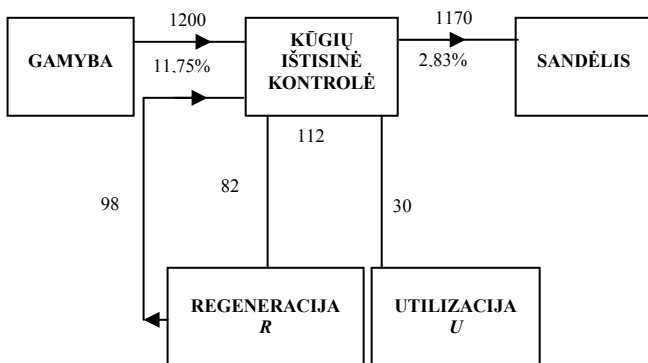 1200
1170
GAMYBA
11,75%
KŪGIŲ
IŠTISINĖ
KONTROLĖ
2,83%
SANDĖLIS
112
98
82
30
REGENERACIJA
R
UTILIZACIJA
U